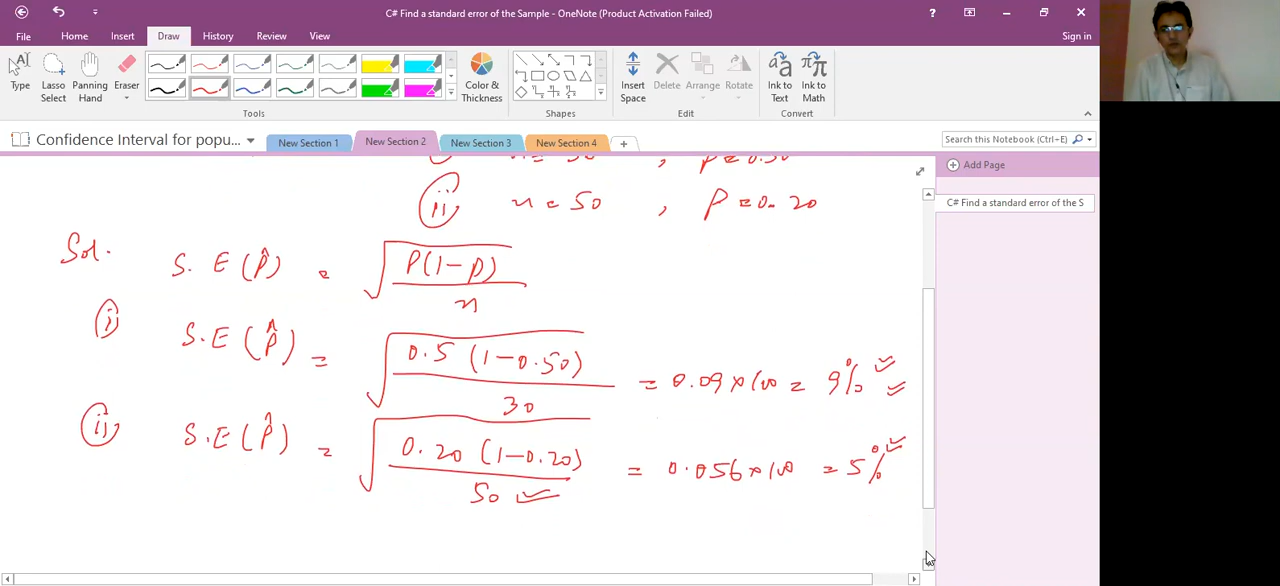 C# Find a standard error of the Sample - OneNote (Product Activation Failed)
File Home Insert Draw History Review View Sign in
Type Lasso Select Panning Hand Eraser Color & Thickness Insert Space Delete Arrange Rotate Ink to Text Ink to Math
Tools Shapes Edit Convert
Confidence Interval for popu... New Section 1 New Section 2 New Section 3 New Section 4 Search this Notebook (Ctrl+E)
Add Page
C# Find a standard error of the S
(ii) n = 50 , P = 0.20
Sol. S.E(P̂) = √(P(1-p)/n)
(i) S.E(P̂) = √(0.5(1-0.50)/30) = 0.09×100 = 9%
(ii) S.E(P̂) = √(0.20(1-0.20)/50) = 0.056×100 = 5%